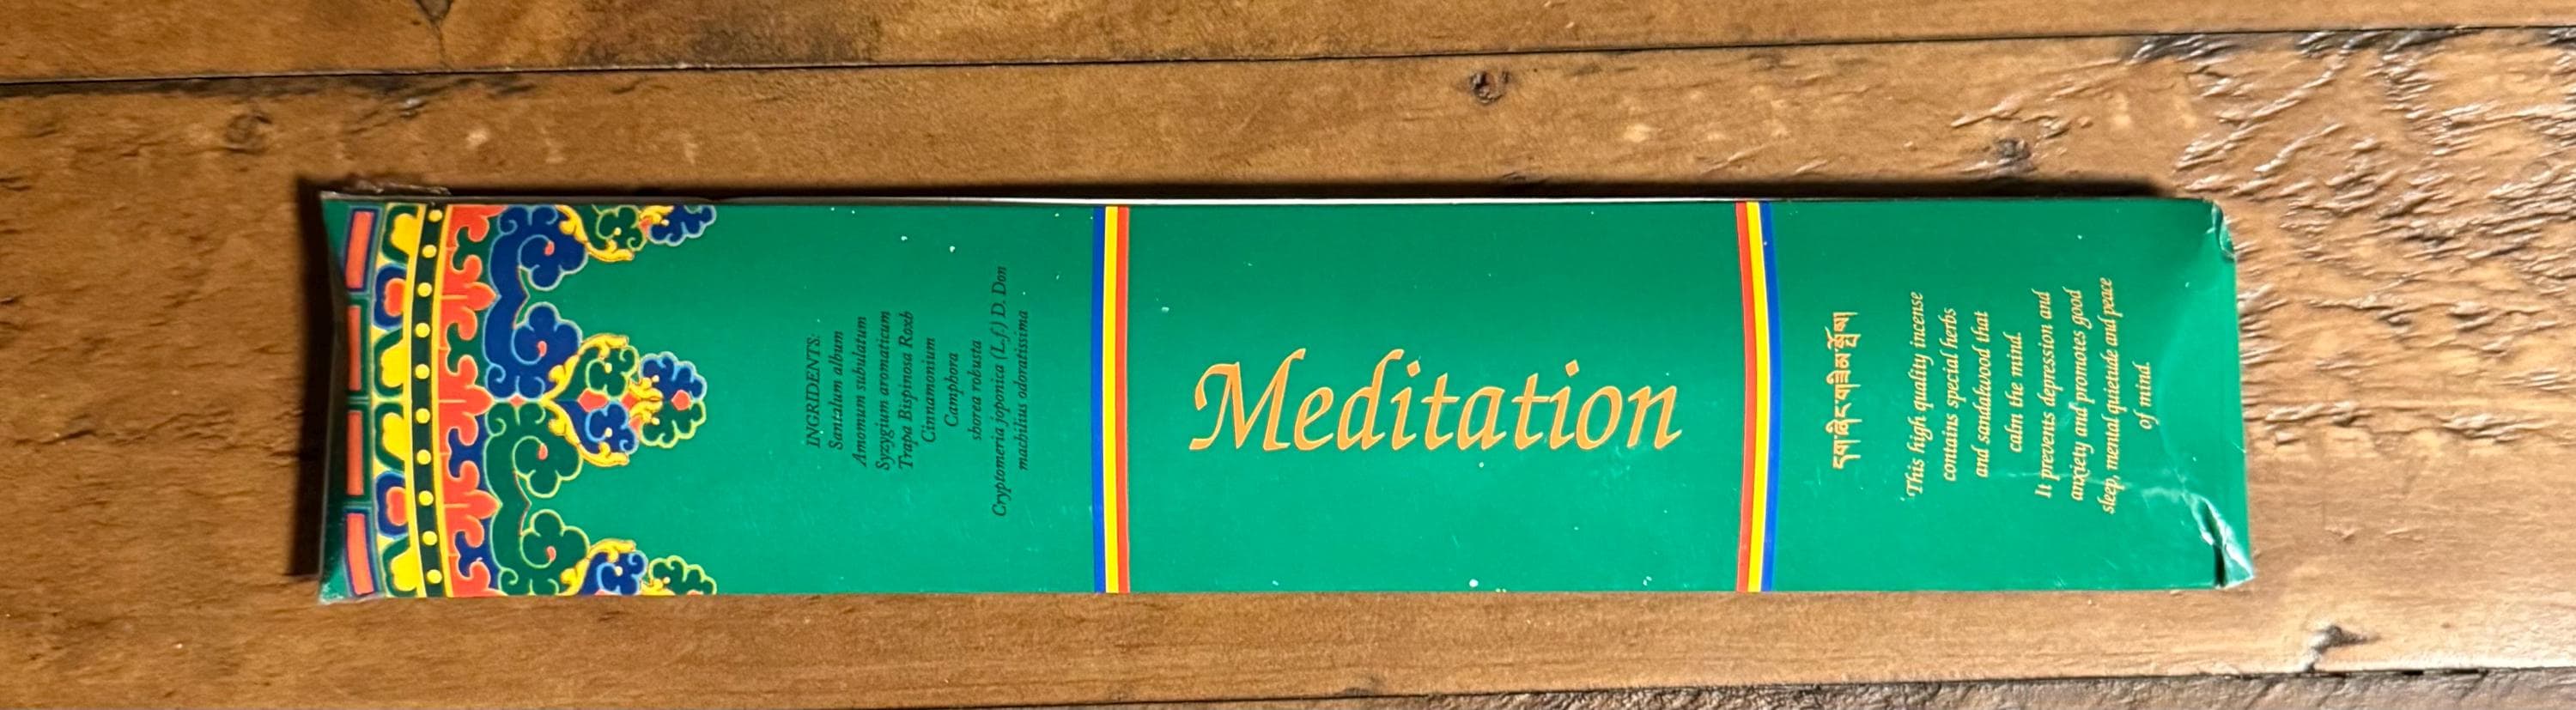 INGRIDENTS:
Santalum album
Amomum subulatum
Syzygium aromaticum
Trapa Bispinosa Roxb
Cinnamonium
Camphora
shorea robusta
Cryptomeria joponica (L.f.) D. Don
machilius odoratissima
Meditation
This high quality incense
contains special herbs
and sandalwood that
calm the mind.
It prevents depression and
anxiety and promotes good
sleep, mental quietude and peace
of mind.